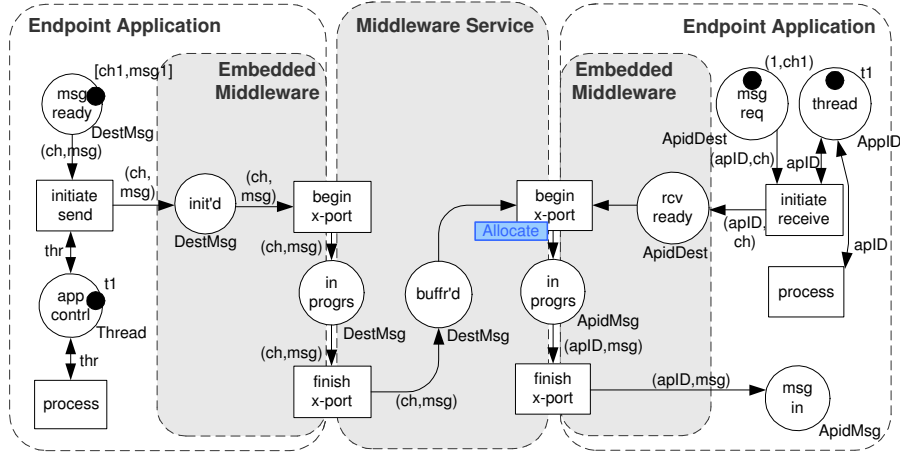 Endpoint Application
Middleware Service
Endpoint Application
[ch1,msg1]
msg
ready
DestMsg
(ch,msg)
initiate
send
(ch,
msg)
thr
t1
app
contrl
Thread
thr
process
Embedded
Middleware
init'd
DestMsg
(ch,
msg)
begin
x-port
(ch,msg)
in
progrs
DestMsg
(ch,msg)
finish
x-port
(ch,msg)
buffr'd
DestMsg
begin
x-port
Allocate
(ch,msg)
in
progrs
ApidMsg
(apID,msg)
finish
x-port
(apID,msg)
Embedded
Middleware
rcv
ready
ApidDest
(1,ch1)
msg
req
ApidDest
(apID,ch)
t1
thread
AppID
apID
initiate
receive
(apID,
ch)
apID
process
msg
in
ApidMsg